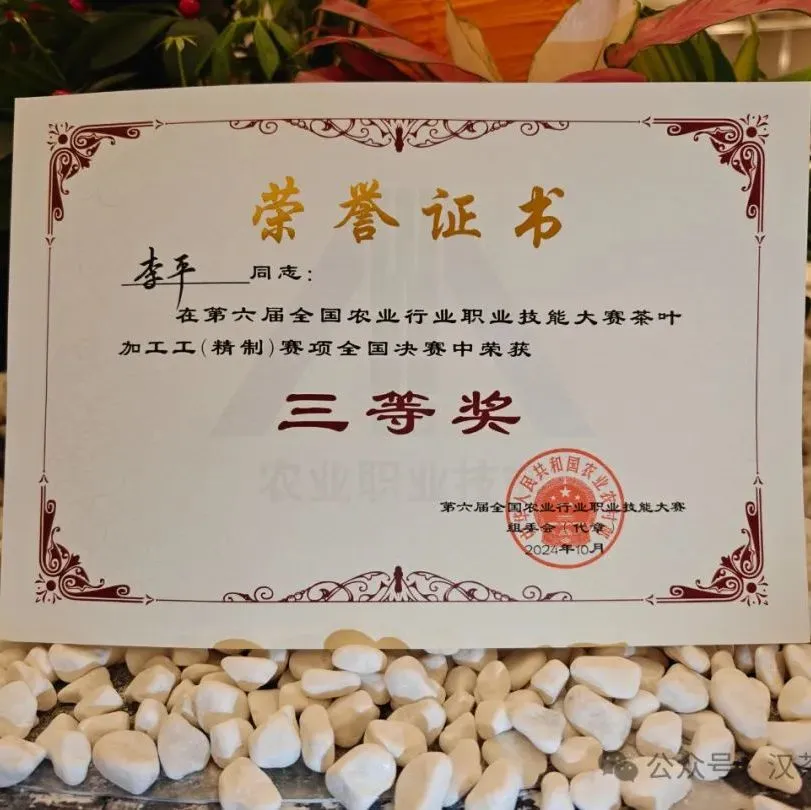 荣誉证书
李平 同志：
在第六届全国农业行业职业技能大赛茶叶
加工工(精制)赛项全国决赛中荣获
三等奖
农业职业技
中华人民共和国农业农村部
第六届全国农业行业职业技能大赛
组委会（代章
2024年10月
公众号 汉